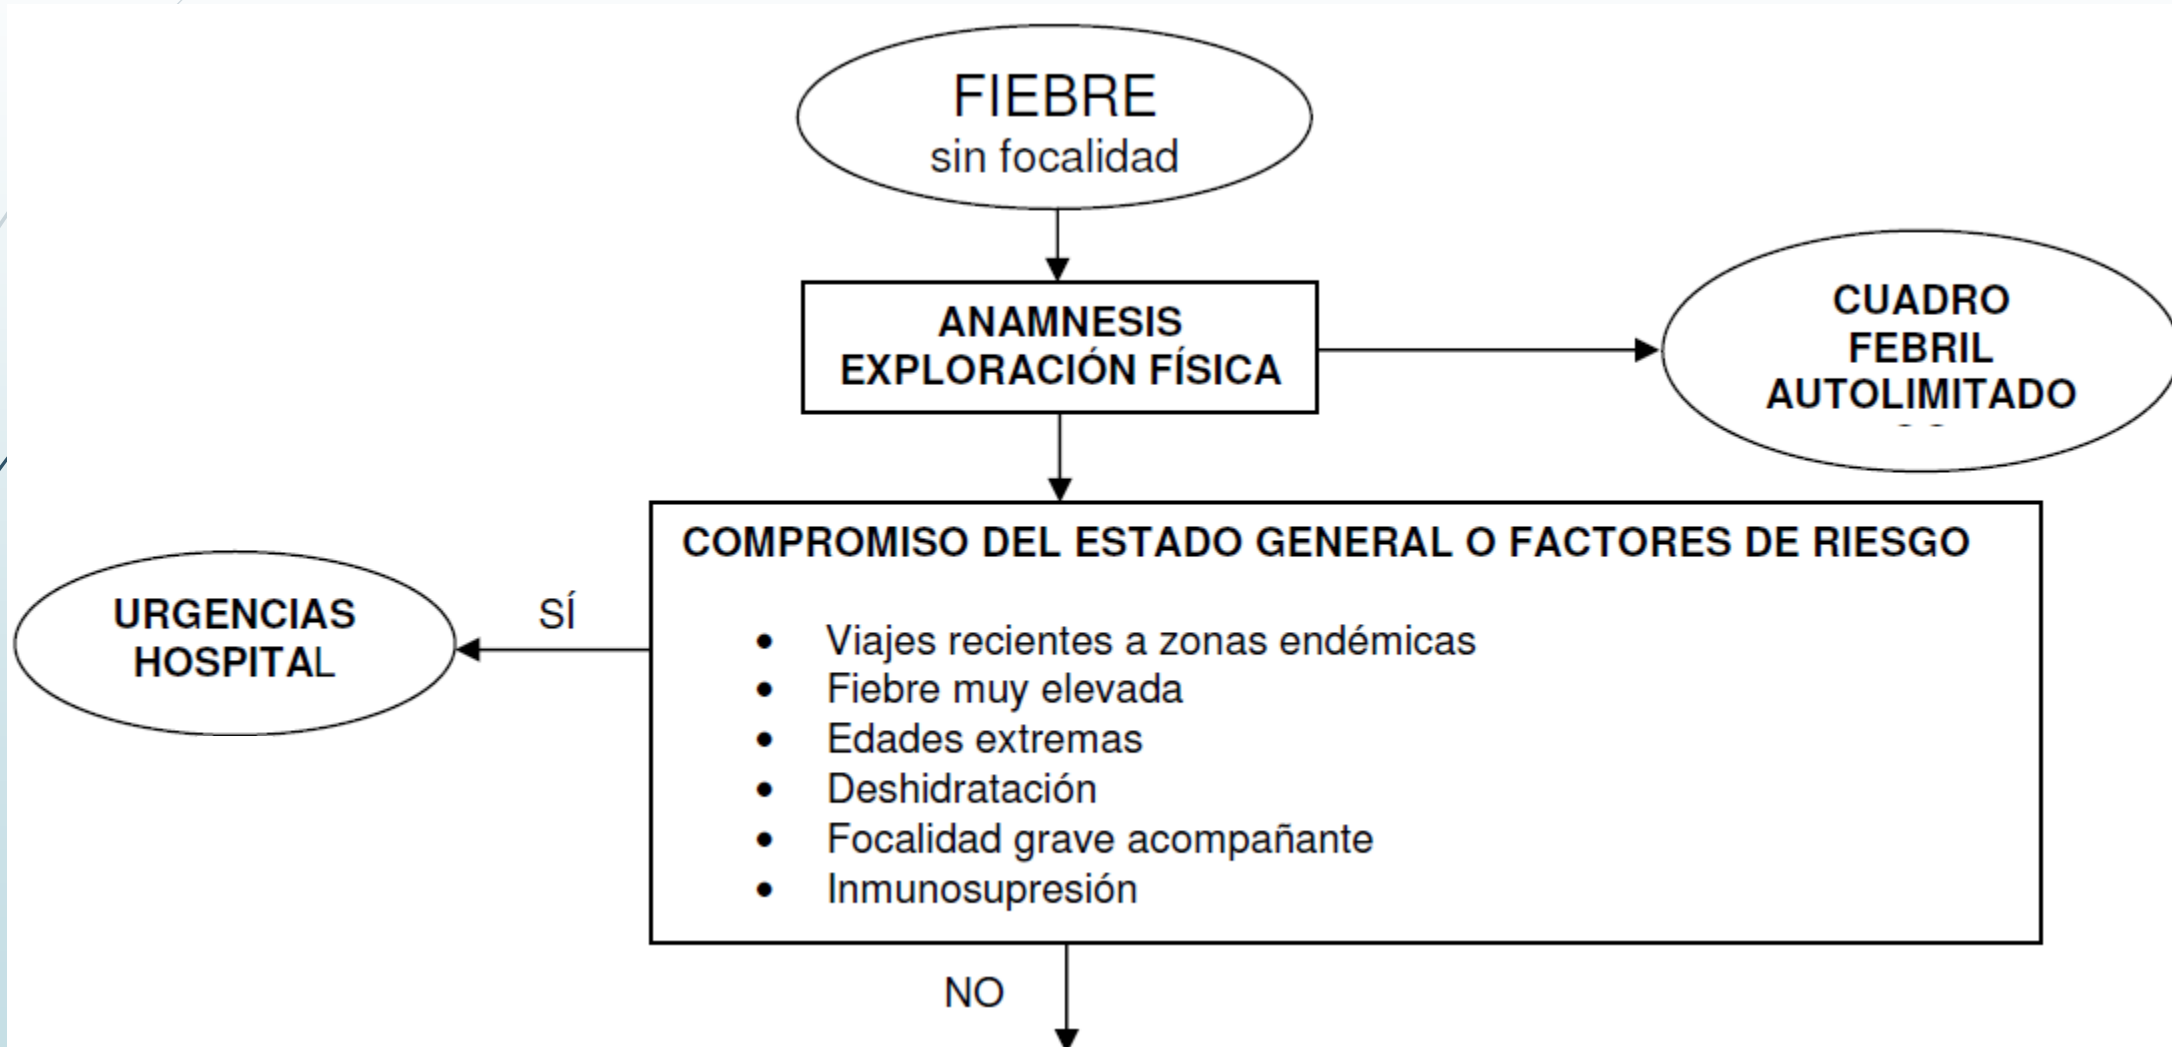 FIEBRE
sin focalidad
ANAMNESIS
EXPLORACIÓN FÍSICA
CUADRO
FEBRIL
AUTOLIMITADO
COMPROMISO DEL ESTADO GENERAL O FACTORES DE RIESGO
URGENCIAS
HOSPITAL
SÍ
• Viajes recientes a zonas endémicas
• Fiebre muy elevada
• Edades extremas
• Deshidratación
• Focalidad grave acompañante
• Inmunosupresión
NO